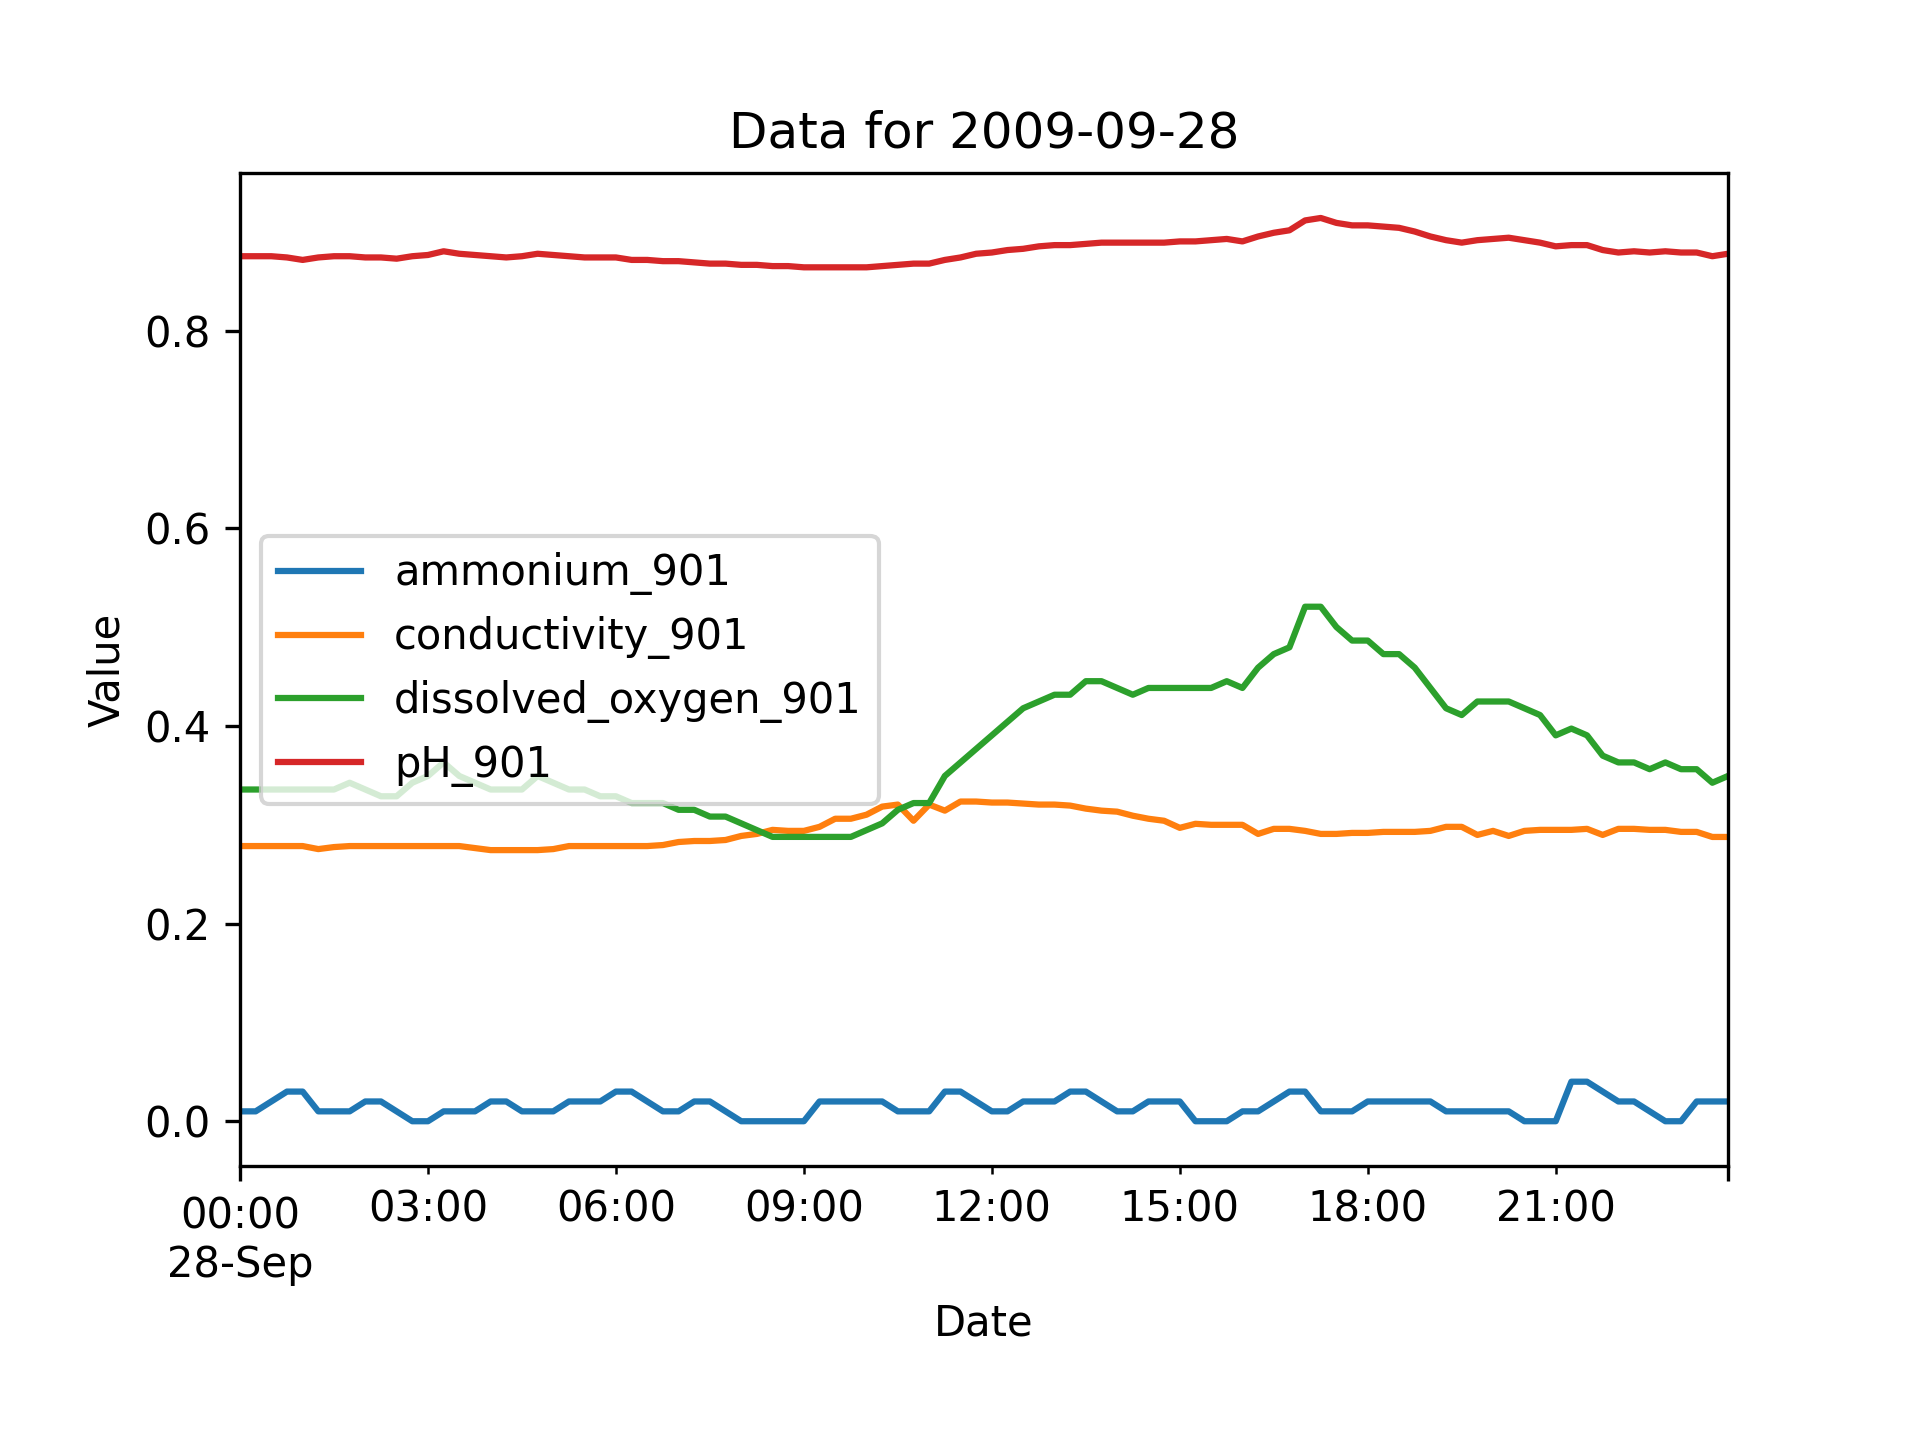 Data for 2009-09-28
Value
0.8
0.6
0.4
0.2
0.0
ammonium_901
conductivity_901
dissolved_oxygen_901
pH_901
00:00 03:00 06:00 09:00 12:00 15:00 18:00 21:00
28-Sep
Date